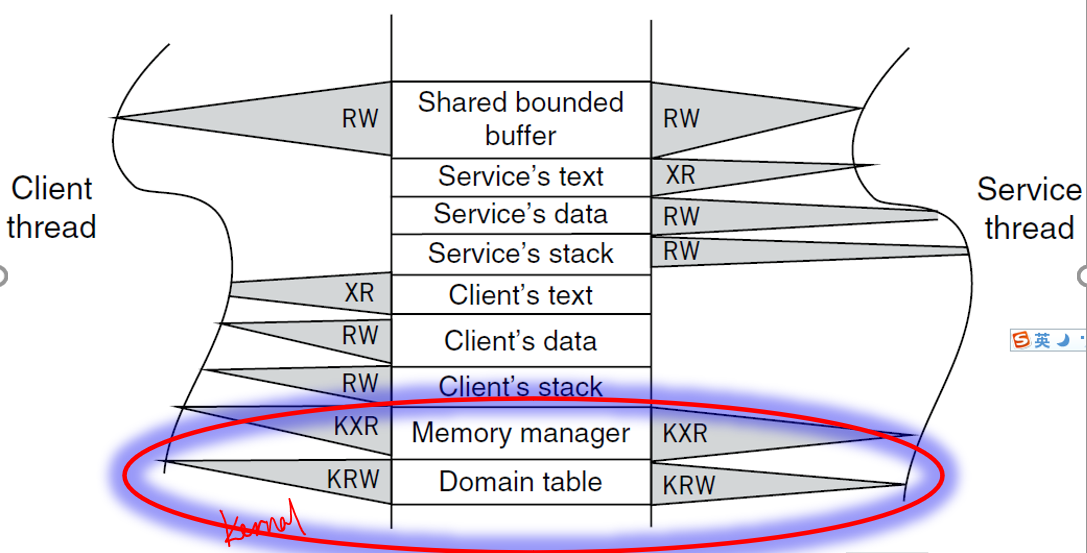 Shared bounded
buffer
RW
RW
Service's text
XR
Service's data
RW
Service's stack
RW
Client
thread
Service
thread
XR
Client's text
RW
Client's data
RW
Client's stack
KXR
Memory manager
KXR
KRW
Domain table
KRW
Kernel
S英